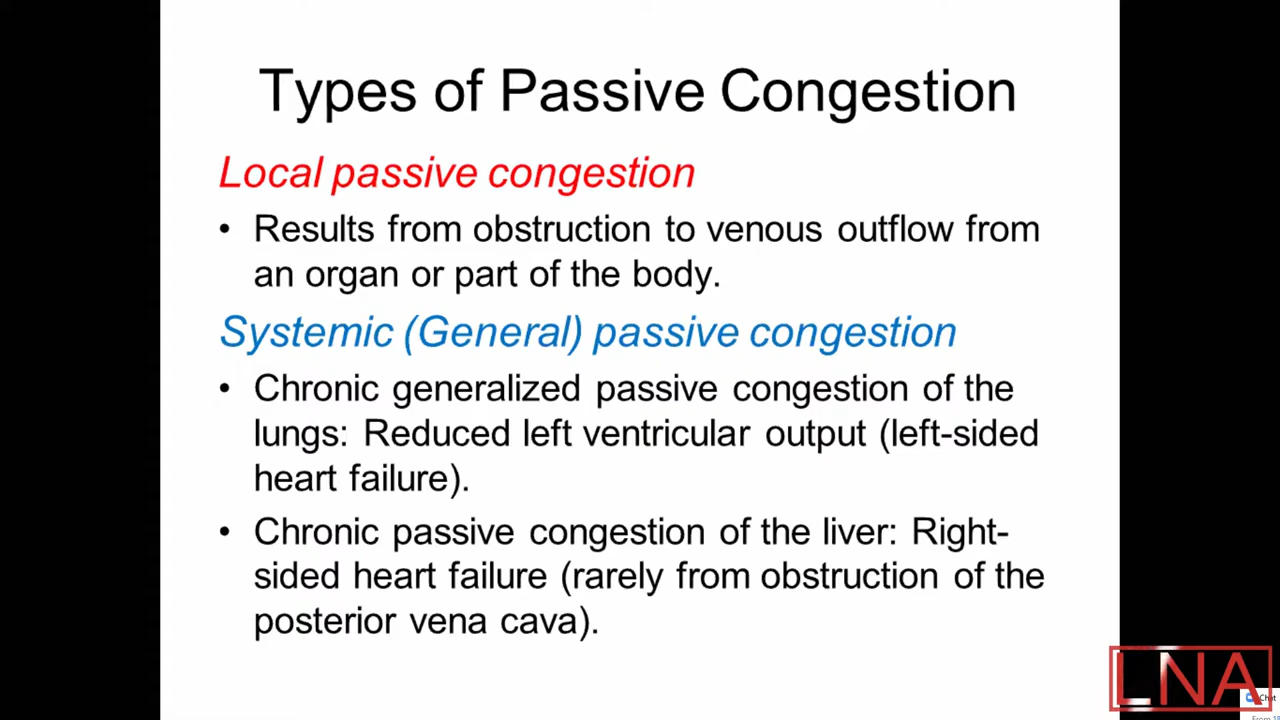 Types of Passive Congestion
Local passive congestion
• Results from obstruction to venous outflow from
an organ or part of the body.
Systemic (General) passive congestion
• Chronic generalized passive congestion of the
lungs: Reduced left ventricular output (left-sided
heart failure).
• Chronic passive congestion of the liver: Right-
sided heart failure (rarely from obstruction of the
posterior vena cava).
LNA
Chat